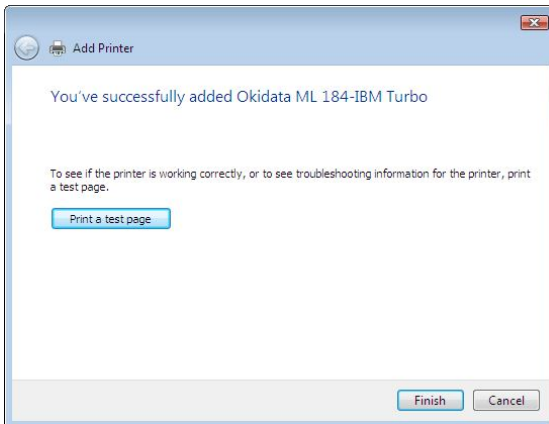 Add Printer
You've successfully added Okidata ML 184-IBM Turbo
To see if the printer is working correctly, or to see troubleshooting information for the printer, print
a test page.
Print a test page
Finish
Cancel